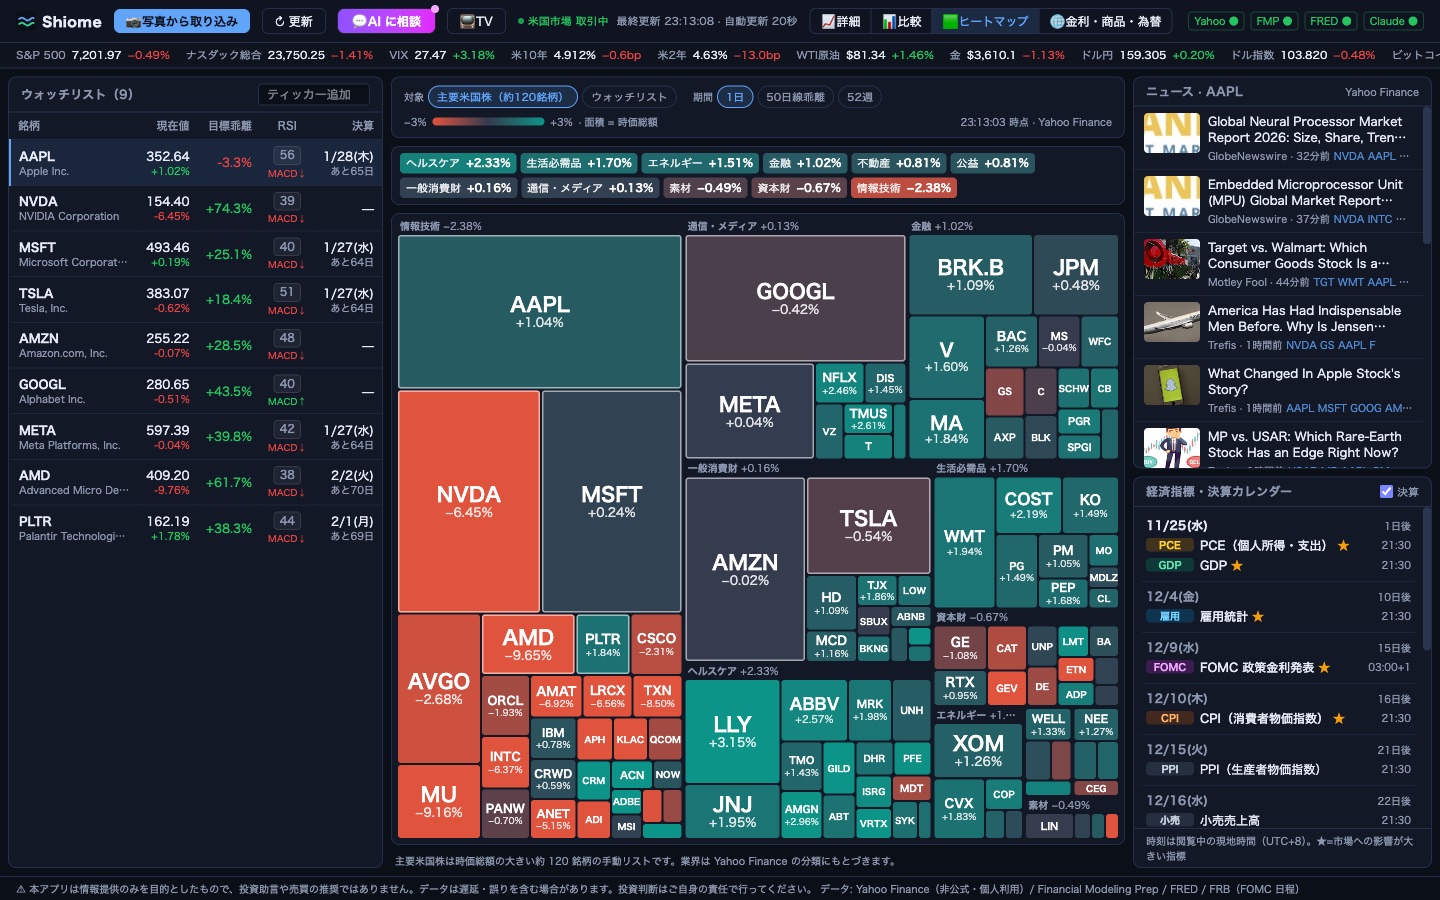 Shiome
📷写真から取り込み
↻ 更新
💬AI に相談
📺TV
● 米国市場 取引中 最終更新 23:13:08 · 自動更新 20秒
📈詳細
📊比較
🟩ヒートマップ
🌐金利・商品・為替
Yahoo ●
FMP ●
FRED ●
Claude ●
S&P 500 7,201.97 −0.49% ナスダック総合 23,750.25 −1.41% VIX 27.47 +3.18% 米10年 4.912% −0.6bp 米2年 4.63% −13.0bp WTI原油 $81.34 +1.46% 金 $3,610.1 −1.13% ドル円 159.305 +0.20% ドル指数 103.820 −0.48% ビットコ
ウォッチリスト（9）
ティッカー追加
銘柄 現在値 目標乖離 RSI 決算
AAPL 352.64 -3.3% 56 1/28(木)
Apple Inc. +1.02% MACD↓ あと65日
NVDA 154.40 +74.3% 39 —
NVIDIA Corporation -6.45% MACD↓
MSFT 493.46 +25.1% 40 1/27(水)
Microsoft Corporat… +0.19% MACD↓ あと64日
TSLA 383.07 +18.4% 51 1/27(水)
Tesla, Inc. -0.62% MACD↓ あと64日
AMZN 255.22 +28.5% 48 —
Amazon.com, Inc. -0.07% MACD↓
GOOGL 280.65 +43.5% 40 —
Alphabet Inc. -0.51% MACD↑
META 597.39 +39.8% 42 1/27(水)
Meta Platforms, Inc. -0.04% MACD↓ あと64日
AMD 409.20 +61.7% 38 2/2(火)
Advanced Micro De… -9.76% MACD↓ あと70日
PLTR 162.19 +38.3% 44 2/1(月)
Palantir Technologi… +1.78% MACD↓ あと69日
対象 主要米国株（約120銘柄） ウォッチリスト 期間 1日 50日線乖離 52週
−3% +3% · 面積 = 時価総額
23:13:03 時点 · Yahoo Finance
ヘルスケア +2.33% 生活必需品 +1.70% エネルギー +1.51% 金融 +1.02% 不動産 +0.81% 公益 +0.81%
一般消費財 +0.16% 通信・メディア +0.13% 素材 −0.49% 資本財 −0.67% 情報技術 −2.38%
情報技術 −2.38%
AAPL
+1.04%
NVDA
−6.45%
MSFT
+0.24%
AVGO
−2.68%
MU
−9.16%
AMD
−9.65%
PLTR
+1.84%
CSCO
−2.31%
ORCL
−1.93%
AMAT
−6.92%
LRCX
−6.56%
TXN
−8.50%
INTC
−6.37%
IBM
+0.78%
APH
KLAC
QCOM
PANW
−0.70%
CRWD
+0.59%
CRM
ACN
NOW
ANET
−5.15%
ADI
ADBE
MSI
通信・メディア +0.13%
GOOGL
−0.42%
META
+0.04%
NFLX
+2.46%
DIS
+1.45%
VZ
TMUS
+2.61%
T
金融 +1.02%
BRK.B
+1.09%
JPM
+0.48%
V
+1.60%
BAC
+1.26%
MS
−0.04%
WFC
MA
+1.84%
GS
C
SCHW
CB
AXP
BLK
PGR
SPGI
一般消費財 +0.16%
AMZN
−0.02%
TSLA
−0.54%
HD
+1.09%
TJX
+1.86%
LOW
SBUX
ABNB
MCD
+1.16%
BKNG
生活必需品 +1.70%
WMT
+1.94%
COST
+2.19%
KO
+1.49%
PG
+1.49%
PM
+1.05%
MO
PEP
+1.68%
MDLZ
CL
ヘルスケア +2.33%
LLY
+3.15%
JNJ
+1.95%
ABBV
+2.57%
MRK
+1.98%
UNH
TMO
+1.43%
GILD
DHR
PFE
AMGN
+2.96%
ABT
ISRG
MDT
VRTX
SYK
資本財 −0.67%
GE
−1.08%
CAT
UNP
LMT
BA
RTX
+0.95%
GEV
DE
ETN
ADP
エネルギー +1.…
XOM
+1.26%
CVX
+1.83%
COP
WELL
+1.33%
NEE
+1.27%
CEG
素材 −0.49%
LIN
主要米国株は時価総額の大きい約 120 銘柄の手動リストです。業界は Yahoo Finance の分類にもとづきます。
ニュース · AAPL
Yahoo Finance
Global Neural Processor Market
Report 2026: Size, Share, Tren…
GlobeNewswire · 32分前 NVDA AAPL …
Embedded Microprocessor Unit
(MPU) Global Market Report…
GlobeNewswire · 37分前 NVDA INTC …
Target vs. Walmart: Which
Consumer Goods Stock Is a…
Motley Fool · 44分前 TGT WMT AAPL …
America Has Had Indispensable
Men Before. Why Is Jensen…
Trefis · 1時間前 NVDA GS AAPL F
What Changed In Apple Stock's
Story?
Trefis · 1時間前 AAPL MSFT GOOG AM…
MP vs. USAR: Which Rare-Earth
Stock Has an Edge Right Now?
経済指標・決算カレンダー
決算
11/25(水) 1日後
PCE PCE（個人所得・支出） ★ 21:30
GDP GDP ★ 21:30
12/4(金) 10日後
雇用 雇用統計 ★ 21:30
12/9(水) 15日後
FOMC FOMC 政策金利発表 ★ 03:00+1
12/10(木) 16日後
CPI CPI（消費者物価指数） ★ 21:30
12/15(火) 21日後
PPI PPI（生産者物価指数） 21:30
12/16(水) 22日後
小売 小売売上高 21:30
時刻は閲覧中の現地時間（UTC+8）。★=市場への影響が大
きい指標
⚠ 本アプリは情報提供のみを目的としたもので、投資助言や売買の推奨ではありません。データは遅延・誤りを含む場合があります。投資判断はご自身の責任で行ってください。 データ: Yahoo Finance（非公式・個人利用）/ Financial Modeling Prep / FRED / FRB（FOMC 日程）